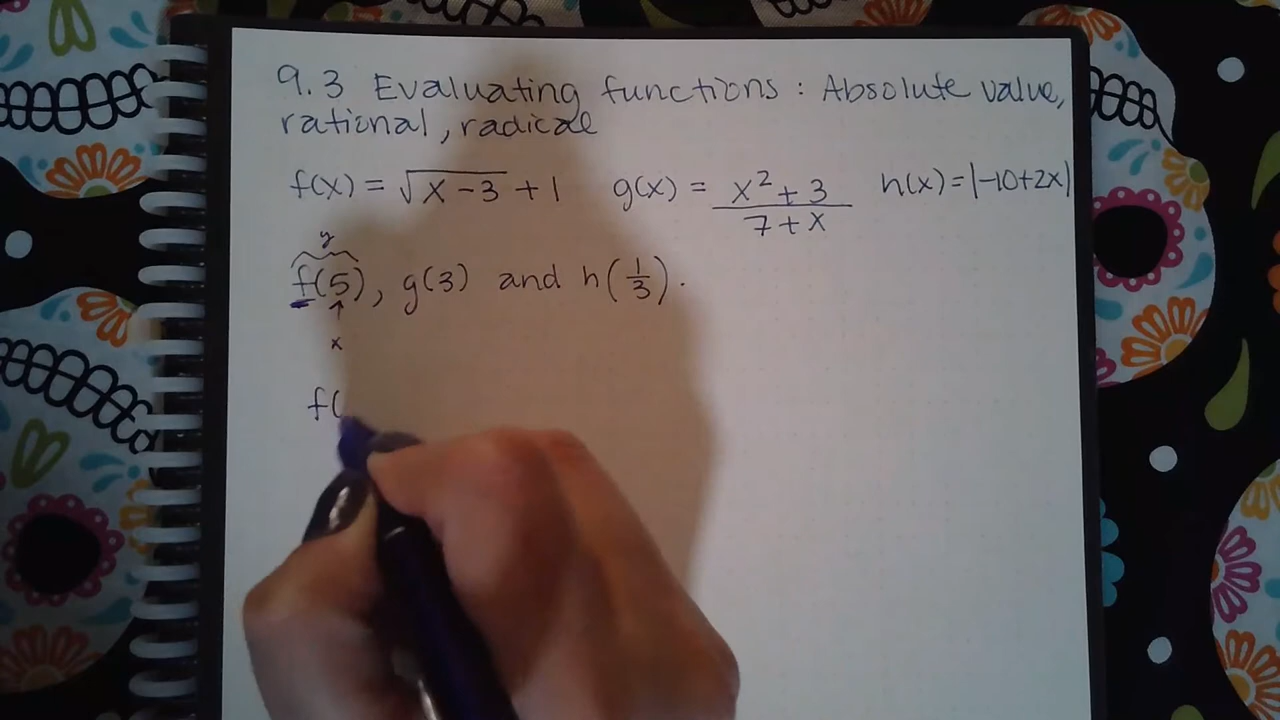 9.3 Evaluating functions : Absolute value,
rational, radical
f(x) = √(x-3) + 1 g(x) = (x²+3)/(7+x) h(x)=|-10+2x|
y
f(5), g(3) and h(1/3).
↑
x
f(